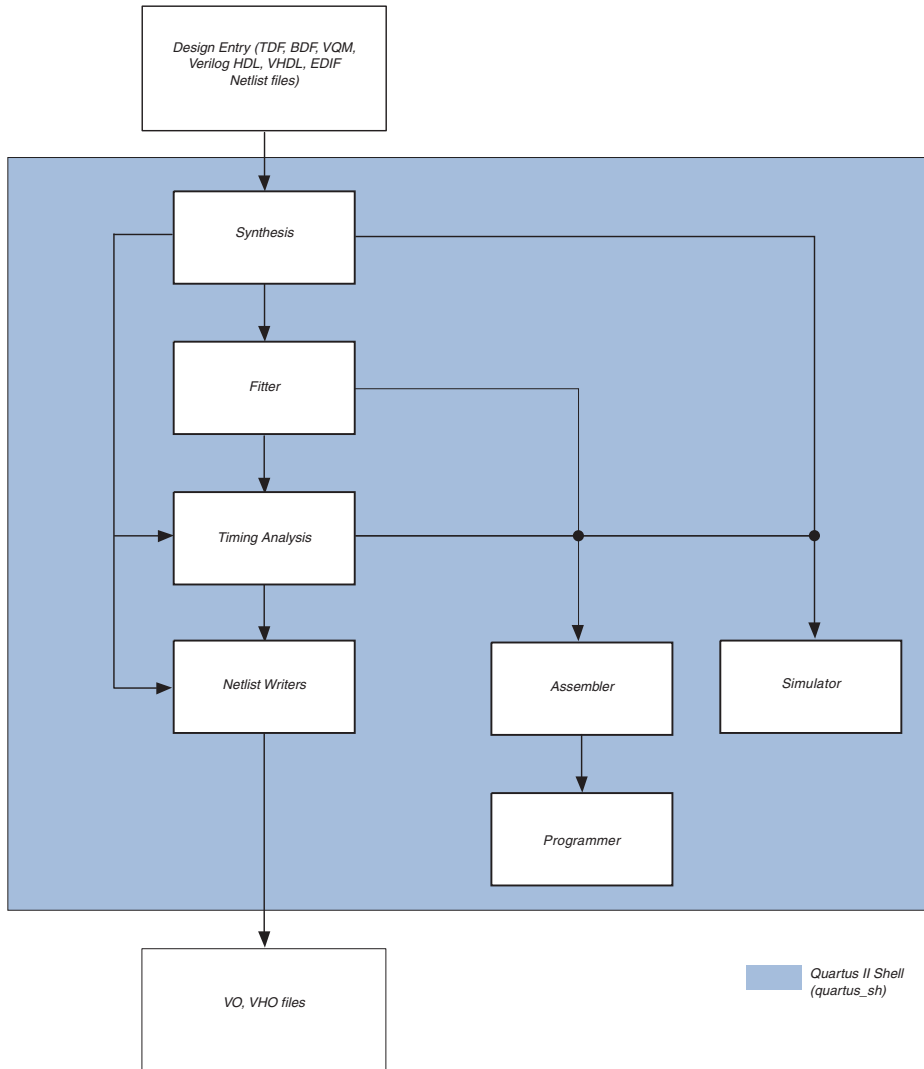 Design Entry (TDF, BDF, VQM,
Verilog HDL, VHDL, EDIF
Netlist files)
Synthesis
Fitter
Timing Analysis
Netlist Writers
Assembler
Simulator
Programmer
VO, VHO files
Quartus II Shell
(quartus_sh)